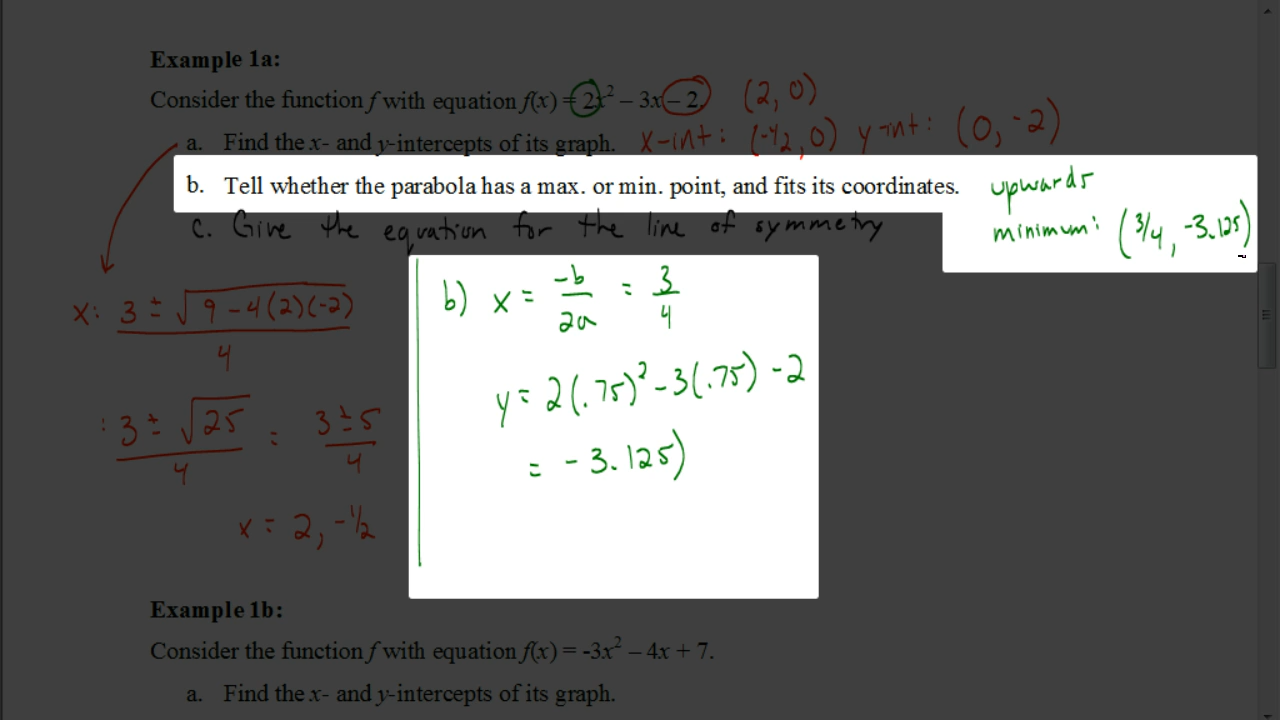 Example 1a:
Consider the function f with equation f(x) = 2x² – 3x – 2. (2, 0)
a. Find the x- and y-intercepts of its graph. x-int: (-1/2, 0) y-int: (0, -2)
b. Tell whether the parabola has a max. or min. point, and fits its coordinates. upwards
minimum: (3/4, -3.125)
c. Give the equation for the line of symmetry
x: 3 ± √9 – 4(2)(-2)
4
: 3 ± √25 = 3 ± 5
4 4
x = 2, -1/2
b) x = -b = 3
2a 4
y = 2(.75)² – 3(.75) – 2
= -3.125)
Example 1b:
Consider the function f with equation f(x) = -3x² – 4x + 7.
a. Find the x- and y-intercepts of its graph.